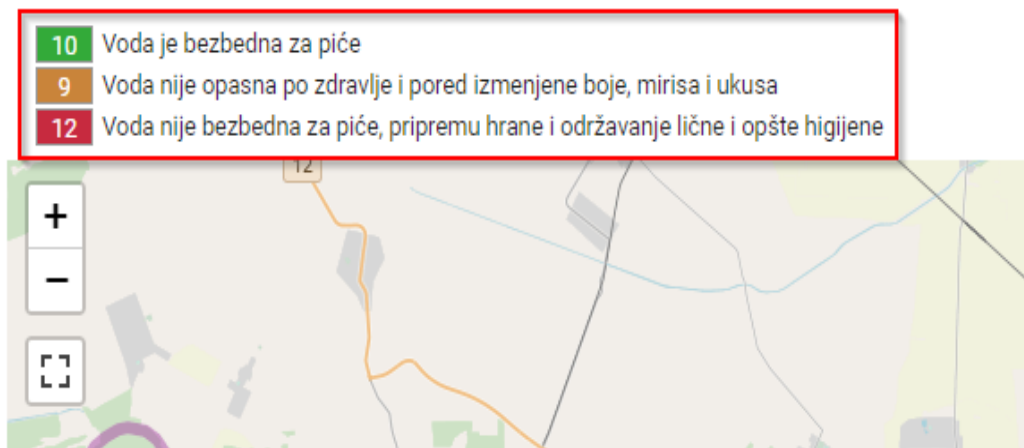 10 Voda je bezbedna za piće
9 Voda nije opasna po zdravlje i pored izmenjene boje, mirisa i ukusa
12 Voda nije bezbedna za piće, pripremu hrane i održavanje lične i opšte higijene
12
+
−